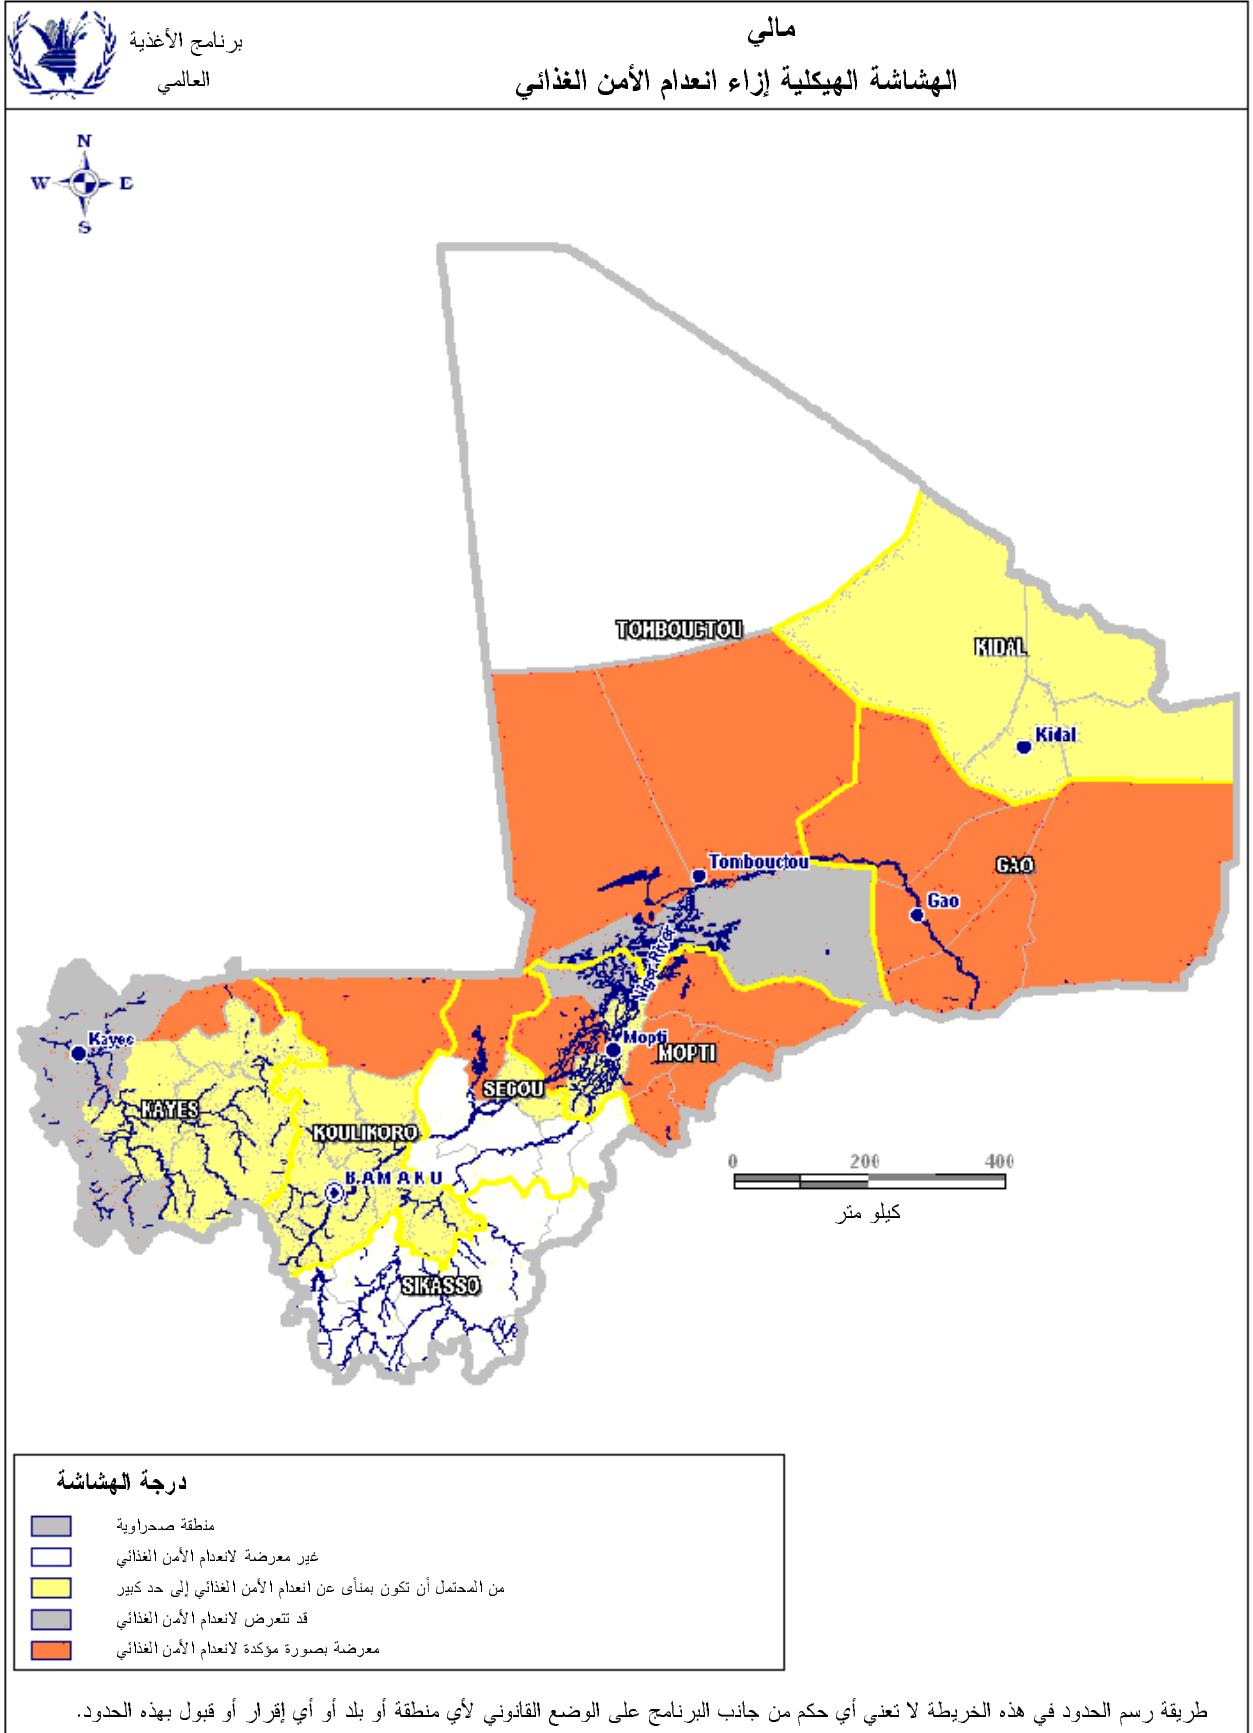 برنامج الأغذية
العالمي
مالي
الهشاشة الهيكلية إزاء انعدام الأمن الغذائي
N
W E
S
TOMBOUCTOU
KIDAL
Kidal
Tombouctou
GAO
Gao
Niger River
Kayes
Mopti
MOPTI
SEGOU
KAYES
KOULIKORO
BAMAKU
SIKASSO
0 200 400
كيلو متر
درجة الهشاشة
منطقة صحراوية
غير معرضة لانعدام الأمن الغذائي
من المحتمل أن تكون بمنأى عن انعدام الأمن الغذائي إلى حد كبير
قد تتعرض لانعدام الأمن الغذائي
معرضة بصورة مؤكدة لانعدام الأمن الغذائي
طريقة رسم الحدود في هذه الخريطة لا تعني أي حكم من جانب البرنامج على الوضع القانوني لأي منطقة أو بلد أو أي إقرار أو قبول بهذه الحدود.